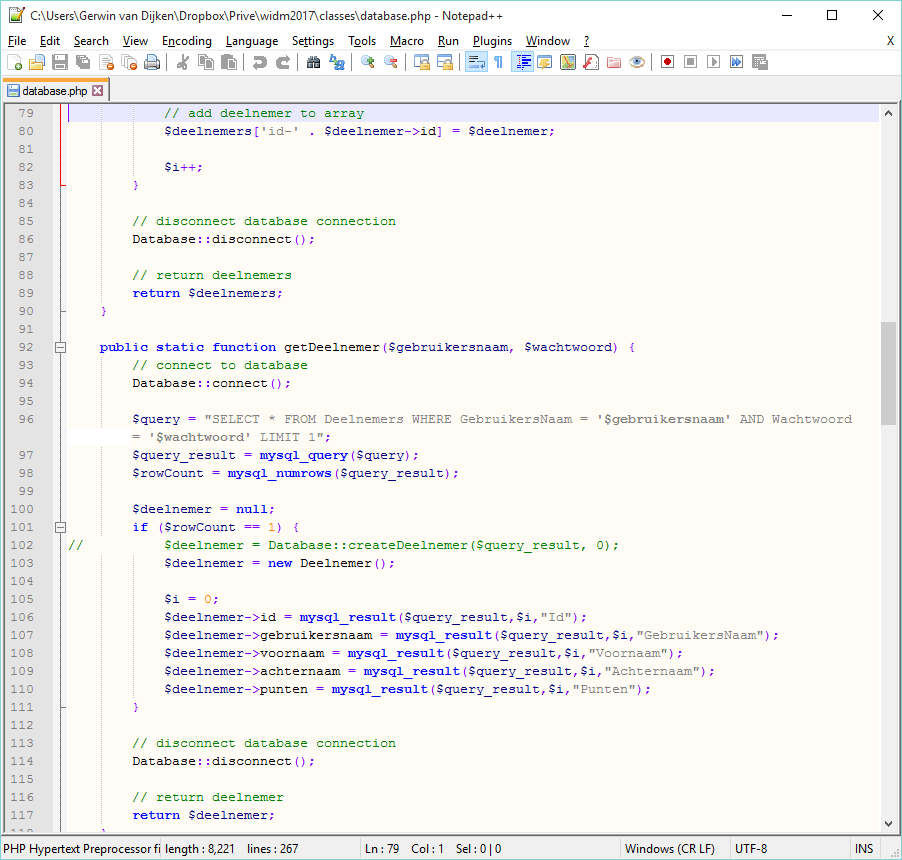 C:\Users\Gerwin van Dijken\Dropbox\Prive\widm2017\classes\database.php - Notepad++
File Edit Search View Encoding Language Settings Tools Macro Run Plugins Window ? X
database.php
79 // add deelnemer to array
80 $deelnemers['id-' . $deelnemer->id] = $deelnemer;
81
82 $i++;
83 }
84
85 // disconnect database connection
86 Database::disconnect();
87
88 // return deelnemers
89 return $deelnemers;
90 }
91
92 public static function getDeelnemer($gebruikersnaam, $wachtwoord) {
93 // connect to database
94 Database::connect();
95
96 $query = "SELECT * FROM Deelnemers WHERE GebruikersNaam = '$gebruikersnaam' AND Wachtwoord
= '$wachtwoord' LIMIT 1";
97 $query_result = mysql_query($query);
98 $rowCount = mysql_numrows($query_result);
99
100 $deelnemer = null;
101 if ($rowCount == 1) {
102 // $deelnemer = Database::createDeelnemer($query_result, 0);
103 $deelnemer = new Deelnemer();
104
105 $i = 0;
106 $deelnemer->id = mysql_result($query_result,$i,"Id");
107 $deelnemer->gebruikersnaam = mysql_result($query_result,$i,"GebruikersNaam");
108 $deelnemer->voornaam = mysql_result($query_result,$i,"Voornaam");
109 $deelnemer->achternaam = mysql_result($query_result,$i,"Achternaam");
110 $deelnemer->punten = mysql_result($query_result,$i,"Punten");
111 }
112
113 // disconnect database connection
114 Database::disconnect();
115
116 // return deelnemer
117 return $deelnemer;
118 }
PHP Hypertext Preprocessor fi length : 8,221 lines : 267 Ln : 79 Col : 1 Sel : 0 | 0 Windows (CR LF) UTF-8 INS